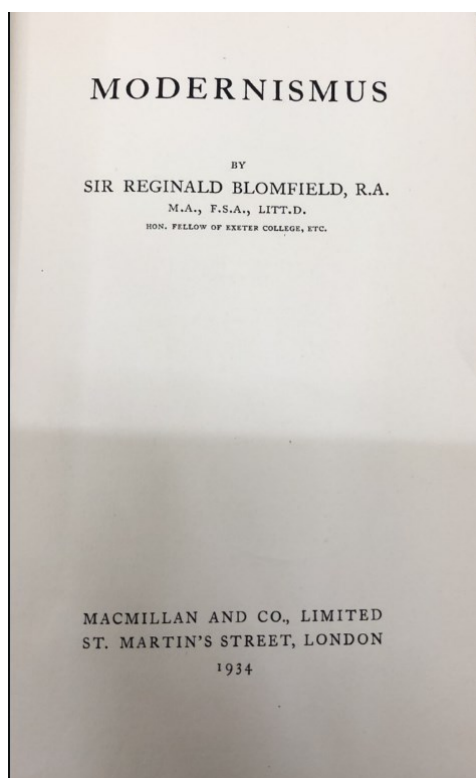 MODERNISMUS
BY
SIR REGINALD BLOMFIELD, R.A.
M.A., F.S.A., LITT.D.
HON. FELLOW OF EXETER COLLEGE, ETC.
MACMILLAN AND CO., LIMITED
ST. MARTIN'S STREET, LONDON
1934